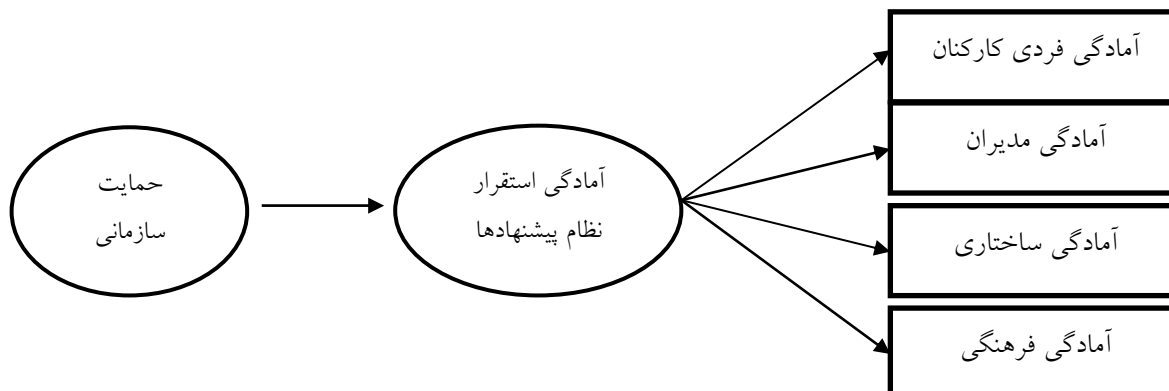 حمایت
سازمانی
آمادگی استقرار
نظام پیشنهادها
آمادگی فردی کارکنان
آمادگی مدیران
آمادگی ساختاری
آمادگی فرهنگی